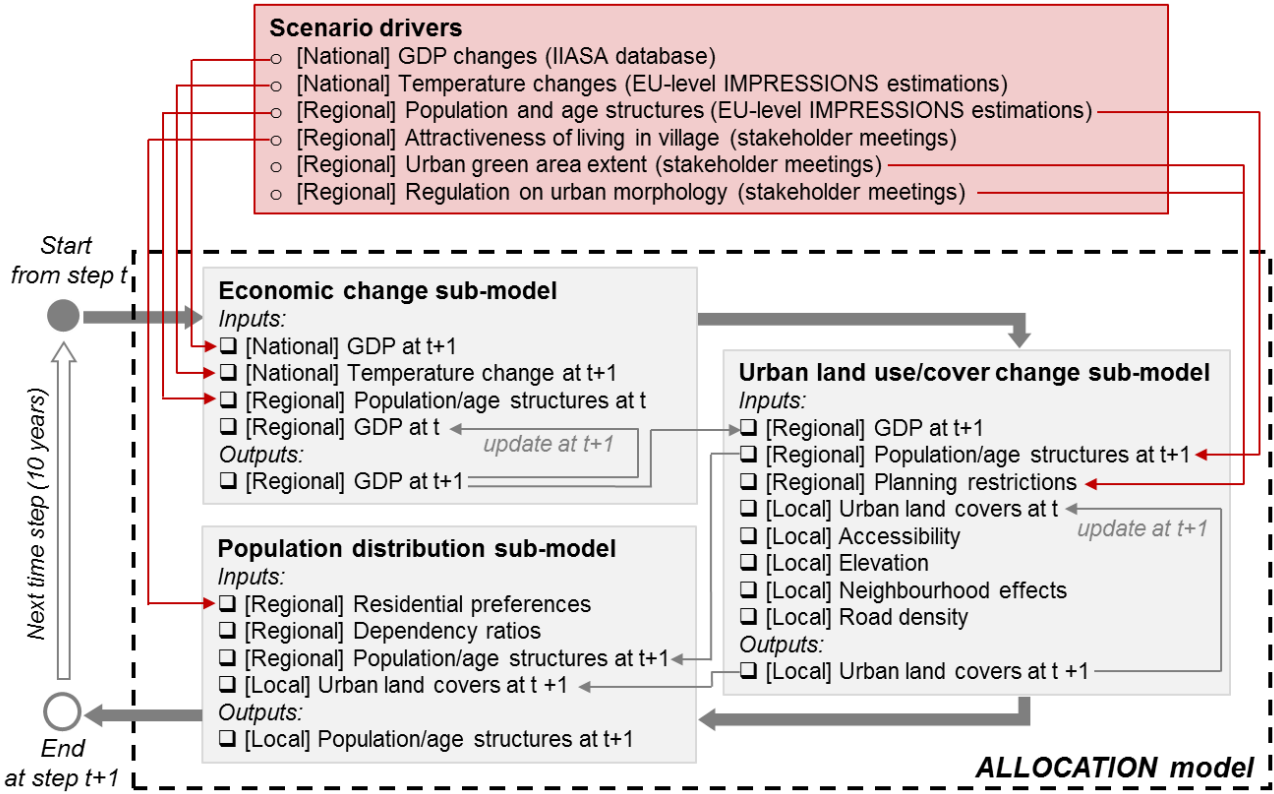 Scenario drivers
○ [National] GDP changes (IIASA database)
○ [National] Temperature changes (EU-level IMPRESSIONS estimations)
○ [Regional] Population and age structures (EU-level IMPRESSIONS estimations)
○ [Regional] Attractiveness of living in village (stakeholder meetings)
○ [Regional] Urban green area extent (stakeholder meetings)
○ [Regional] Regulation on urban morphology (stakeholder meetings)
Start
from step t
Economic change sub-model
Inputs:
❑ [National] GDP at t+1
❑ [National] Temperature change at t+1
❑ [Regional] Population/age structures at t
❑ [Regional] GDP at t
update at t+1
Outputs:
❑ [Regional] GDP at t+1
Urban land use/cover change sub-model
Inputs:
❑ [Regional] GDP at t+1
❑ [Regional] Population/age structures at t+1
❑ [Regional] Planning restrictions
❑ [Local] Urban land covers at t
update at t+1
❑ [Local] Accessibility
❑ [Local] Elevation
❑ [Local] Neighbourhood effects
❑ [Local] Road density
Outputs:
❑ [Local] Urban land covers at t +1
Population distribution sub-model
Inputs:
❑ [Regional] Residential preferences
❑ [Regional] Dependency ratios
❑ [Regional] Population/age structures at t+1
❑ [Local] Urban land covers at t +1
Outputs:
❑ [Local] Population/age structures at t+1
Next time step (10 years)
End
at step t+1
ALLOCATION model